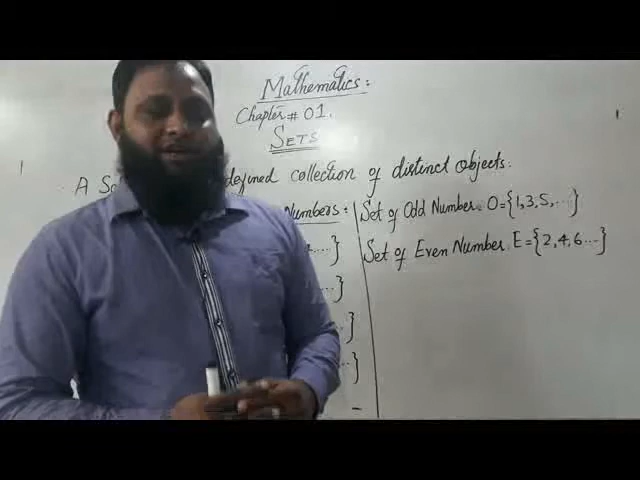 Mathematics:
Chapter # 01.
SETS
A defined collection of distinct Objects.
Numbers:
...}
...}
...}
...}
Set of Odd Number. O={1,3,5,...}
Set of Even Number. E={2,4,6...}